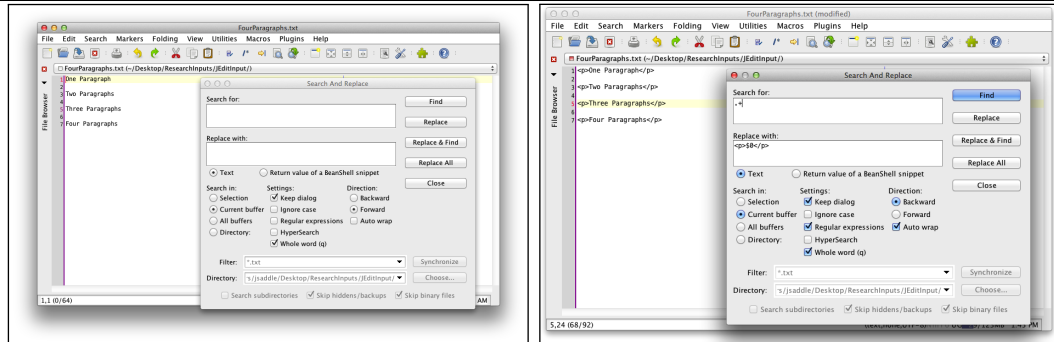 FourParagraphs.txt
File Edit Search Markers Folding View Utilities Macros Plugins Help
FourParagraphs.txt (~/Desktop/ResearchInputs/JEditInput/)
File Browser
1 One Paragraph
2
3 Two Paragraphs
4
5 Three Paragraphs
6
7 Four Paragraphs
Search And Replace
Search for:
Find
Replace
Replace with:
Replace & Find
Replace All
Text Return value of a BeanShell snippet
Close
Search in: Settings: Direction:
Selection Keep dialog Backward
Current buffer Ignore case Forward
All buffers Regular expressions Auto wrap
Directory: HyperSearch
Whole word (q)
Filter: *.txt Synchronize
Directory: s/jsaddle/Desktop/ResearchInputs/JEditInput/ Choose...
Search subdirectories Skip hiddens/backups Skip binary files
1,1 (0/64) AM
FourParagraphs.txt (modified)
File Edit Search Markers Folding View Utilities Macros Plugins Help
FourParagraphs.txt (~/Desktop/ResearchInputs/JEditInput/)
File Browser
1 <p>One Paragraph</p>
2
3 <p>Two Paragraphs</p>
4
5 <p>Three Paragraphs</p>
6
7 <p>Four Paragraphs</p>
Search And Replace
Search for:
Find
.+
Replace
Replace with:
Replace & Find
<p>$0</p>
Replace All
Text Return value of a BeanShell snippet
Close
Search in: Settings: Direction:
Selection Keep dialog Backward
Current buffer Ignore case Forward
All buffers Regular expressions Auto wrap
Directory: HyperSearch
Whole word (q)
Filter: *.txt Synchronize
Directory: s/jsaddle/Desktop/ResearchInputs/JEditInput/ Choose...
Search subdirectories Skip hiddens/backups Skip binary files
5,24 (68/92) 1:45 PM